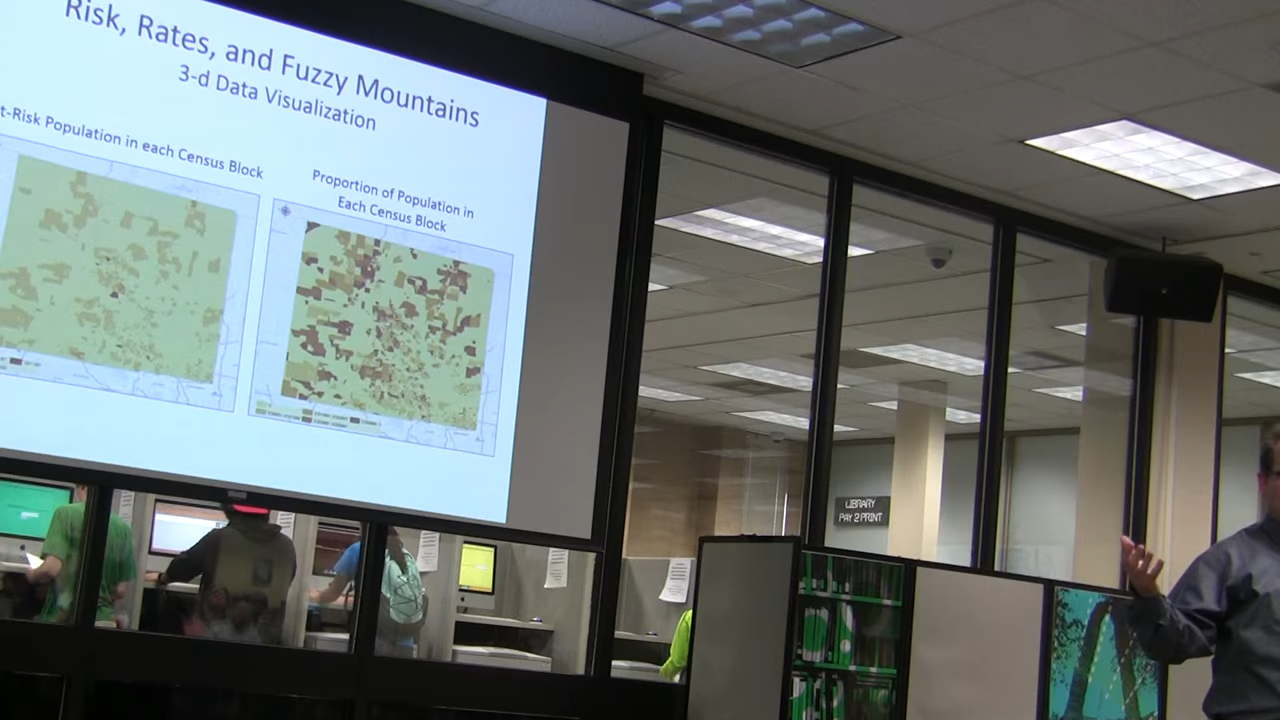 Risk, Rates, and Fuzzy Mountains
3-d Data Visualization
t-Risk Population in each Census Block
Proportion of Population in
Each Census Block
LIBRARY
PAY 2 PRINT